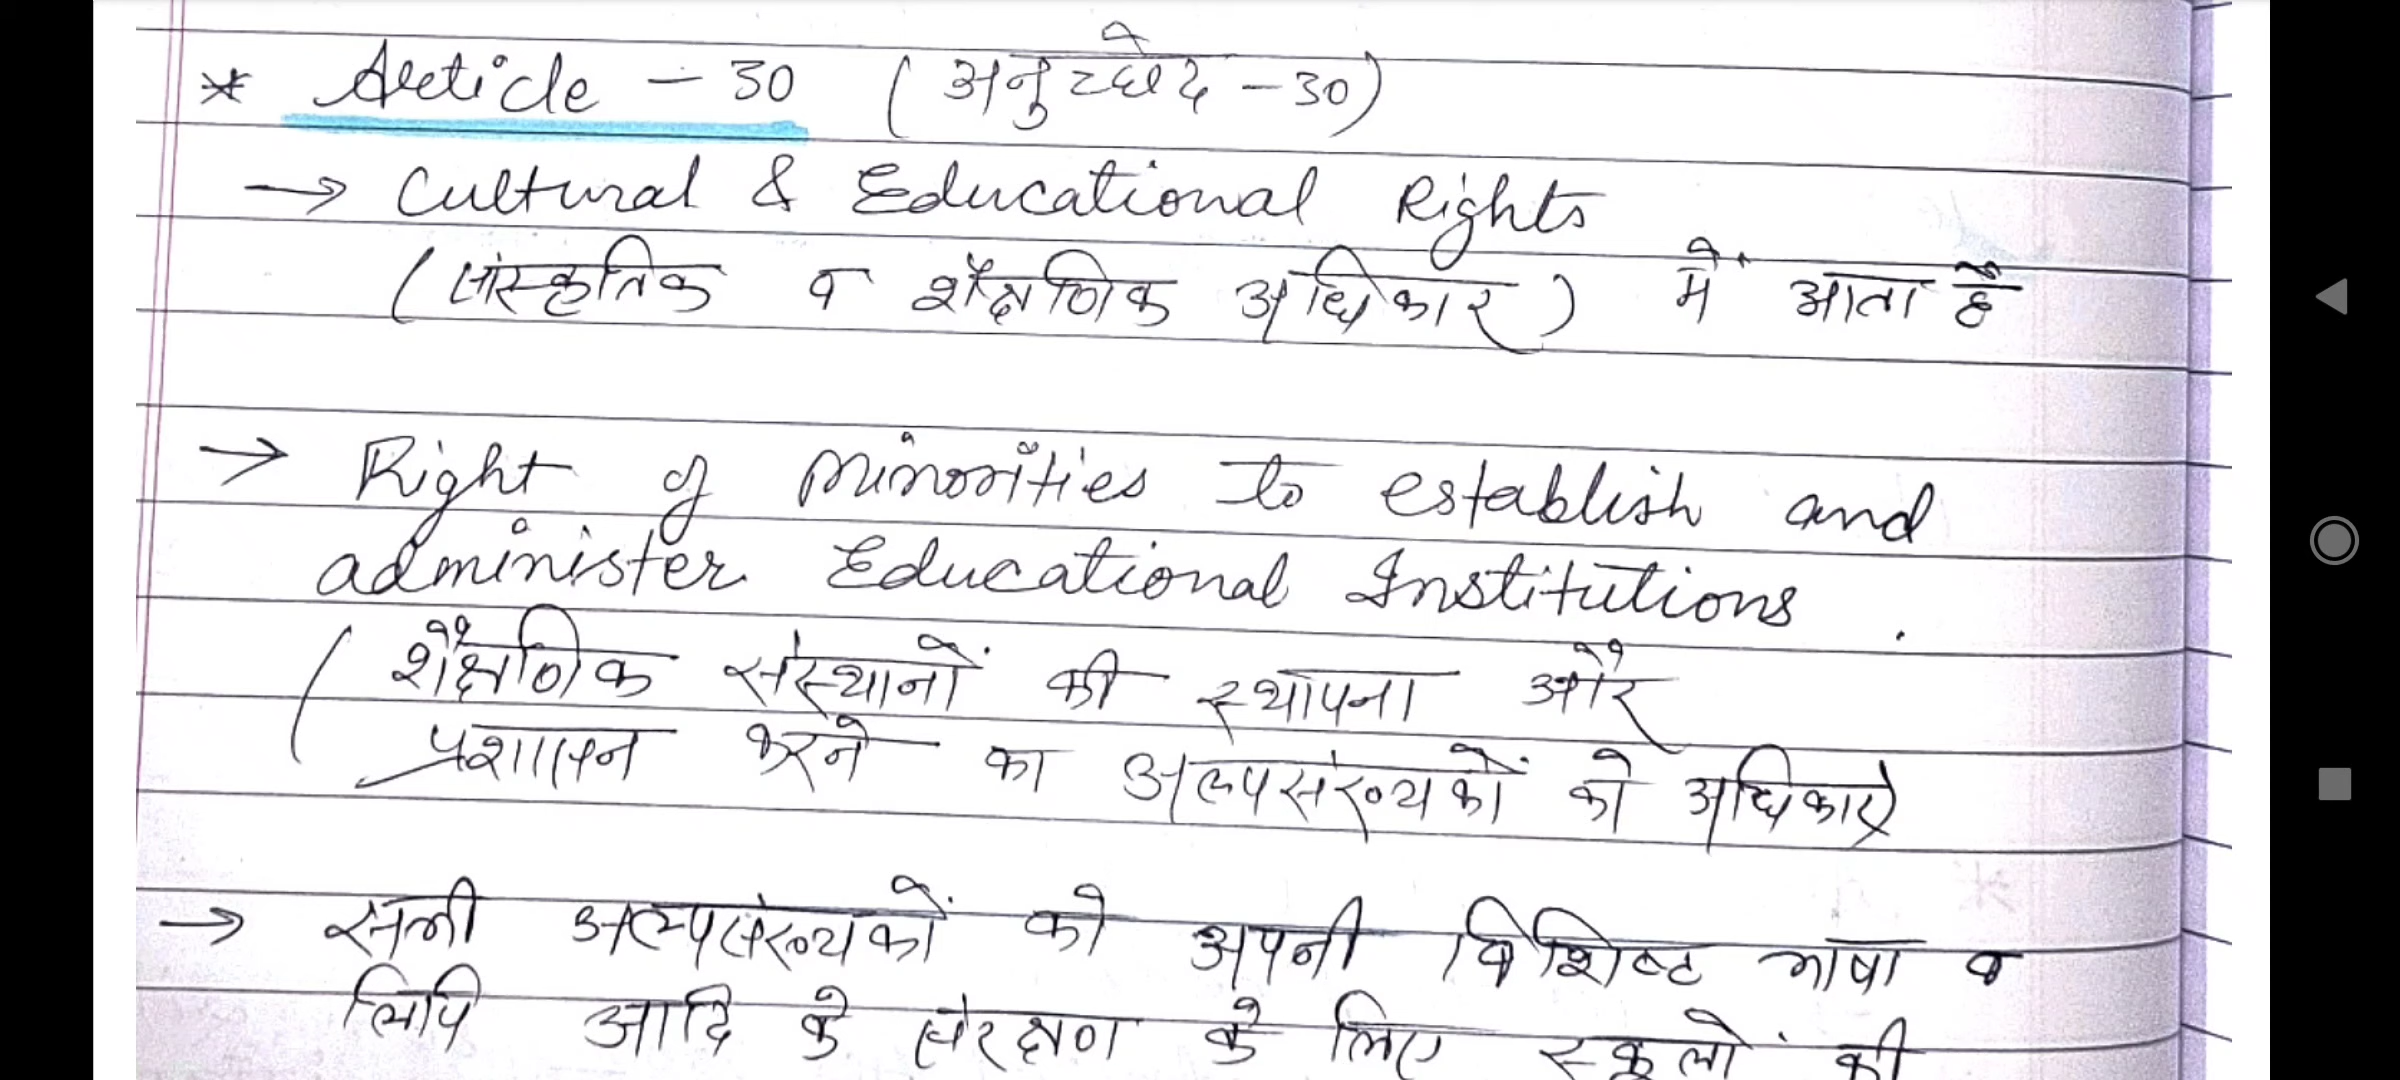 * Article - 30 (अनुच्छेद - 30)
→ Cultural & Educational Rights
(सांस्कृतिक व शैक्षणिक अधिकार) में आता है
→ Right of minorities to establish and
administer Educational Institutions.
(शैक्षणिक संस्थानों की स्थापना और
प्रशासन करने का अल्पसंख्यकों को अधिकार)
→ सभी अल्पसंख्यकों को अपनी विशिष्ट भाषा व
लिपि आदि के संरक्षण के लिए स्कूलों की